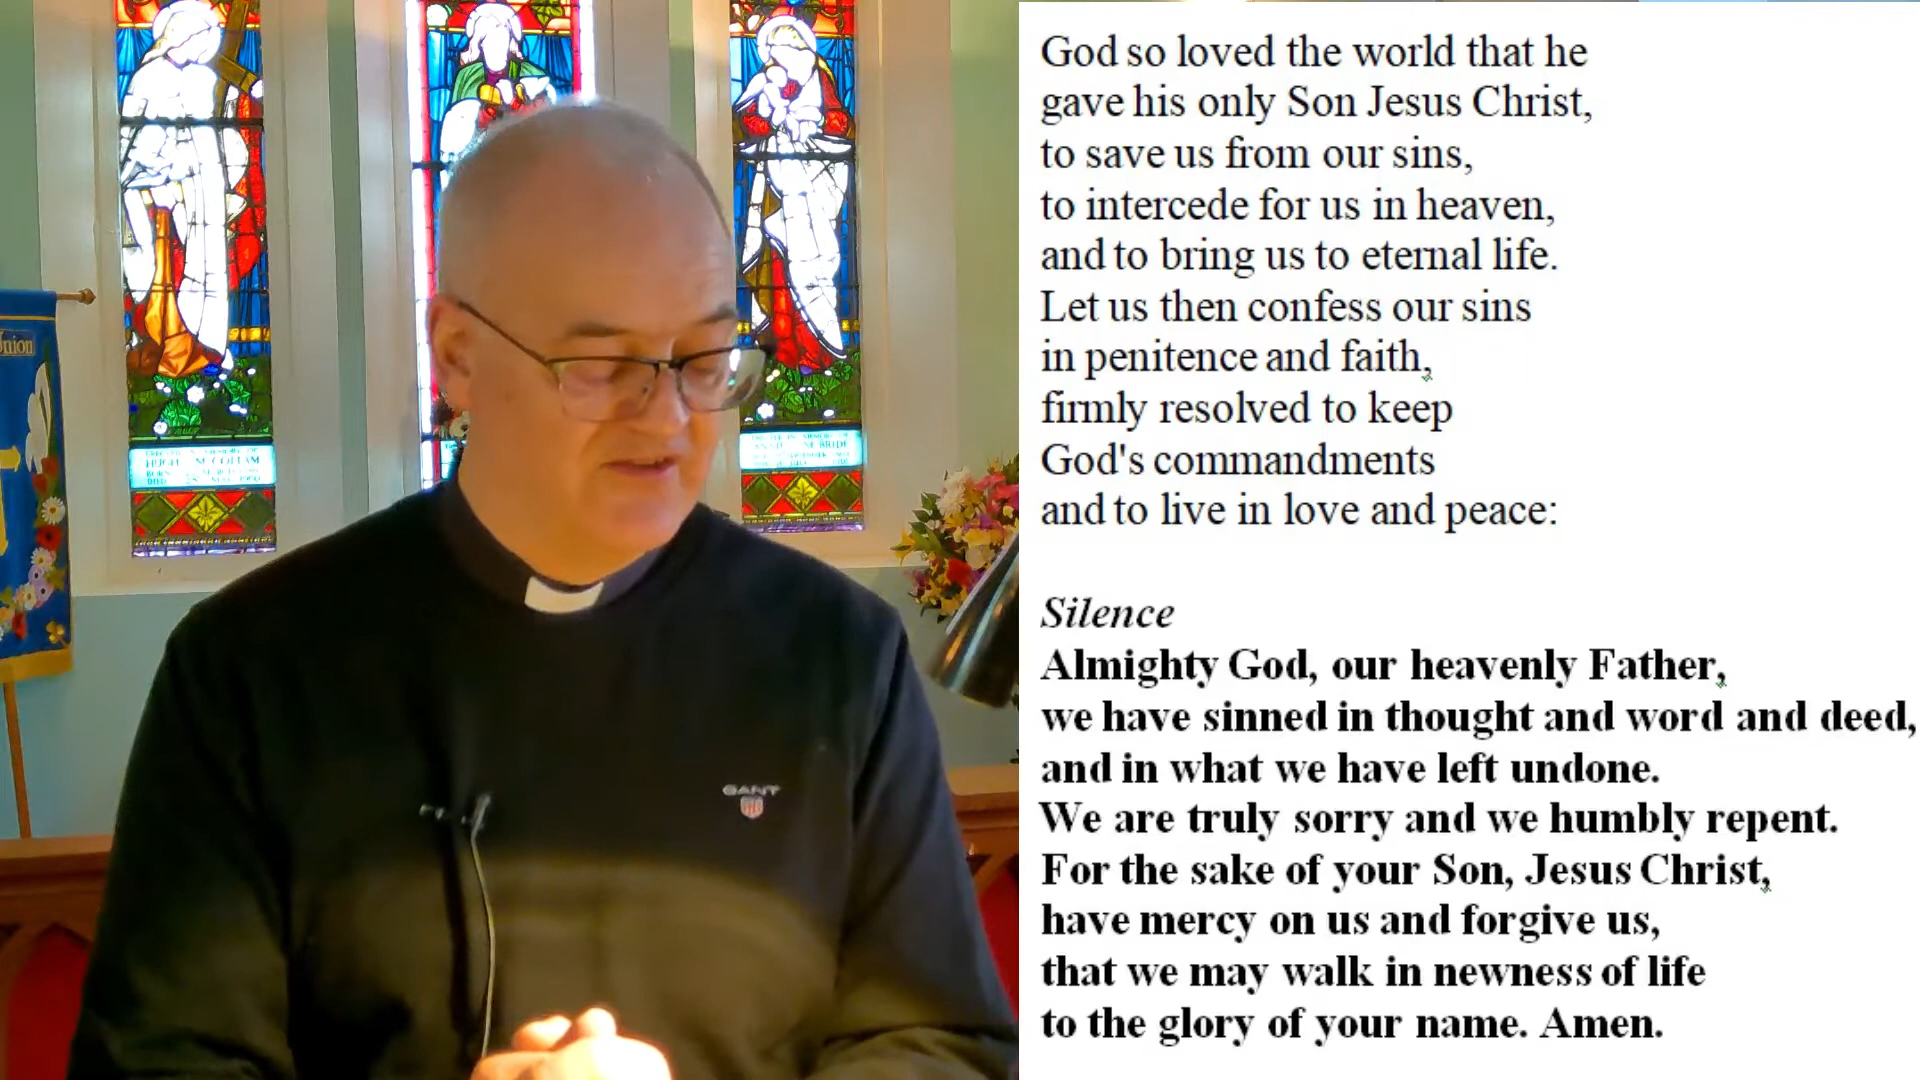 God so loved the world that he
gave his only Son Jesus Christ,
to save us from our sins,
to intercede for us in heaven,
and to bring us to eternal life.
Let us then confess our sins
in penitence and faith,
firmly resolved to keep
God's commandments
and to live in love and peace:
Silence
Almighty God, our heavenly Father,
we have sinned in thought and word and deed,
and in what we have left undone.
We are truly sorry and we humbly repent.
For the sake of your Son, Jesus Christ,
have mercy on us and forgive us,
that we may walk in newness of life
to the glory of your name. Amen.
GANT
HUGH